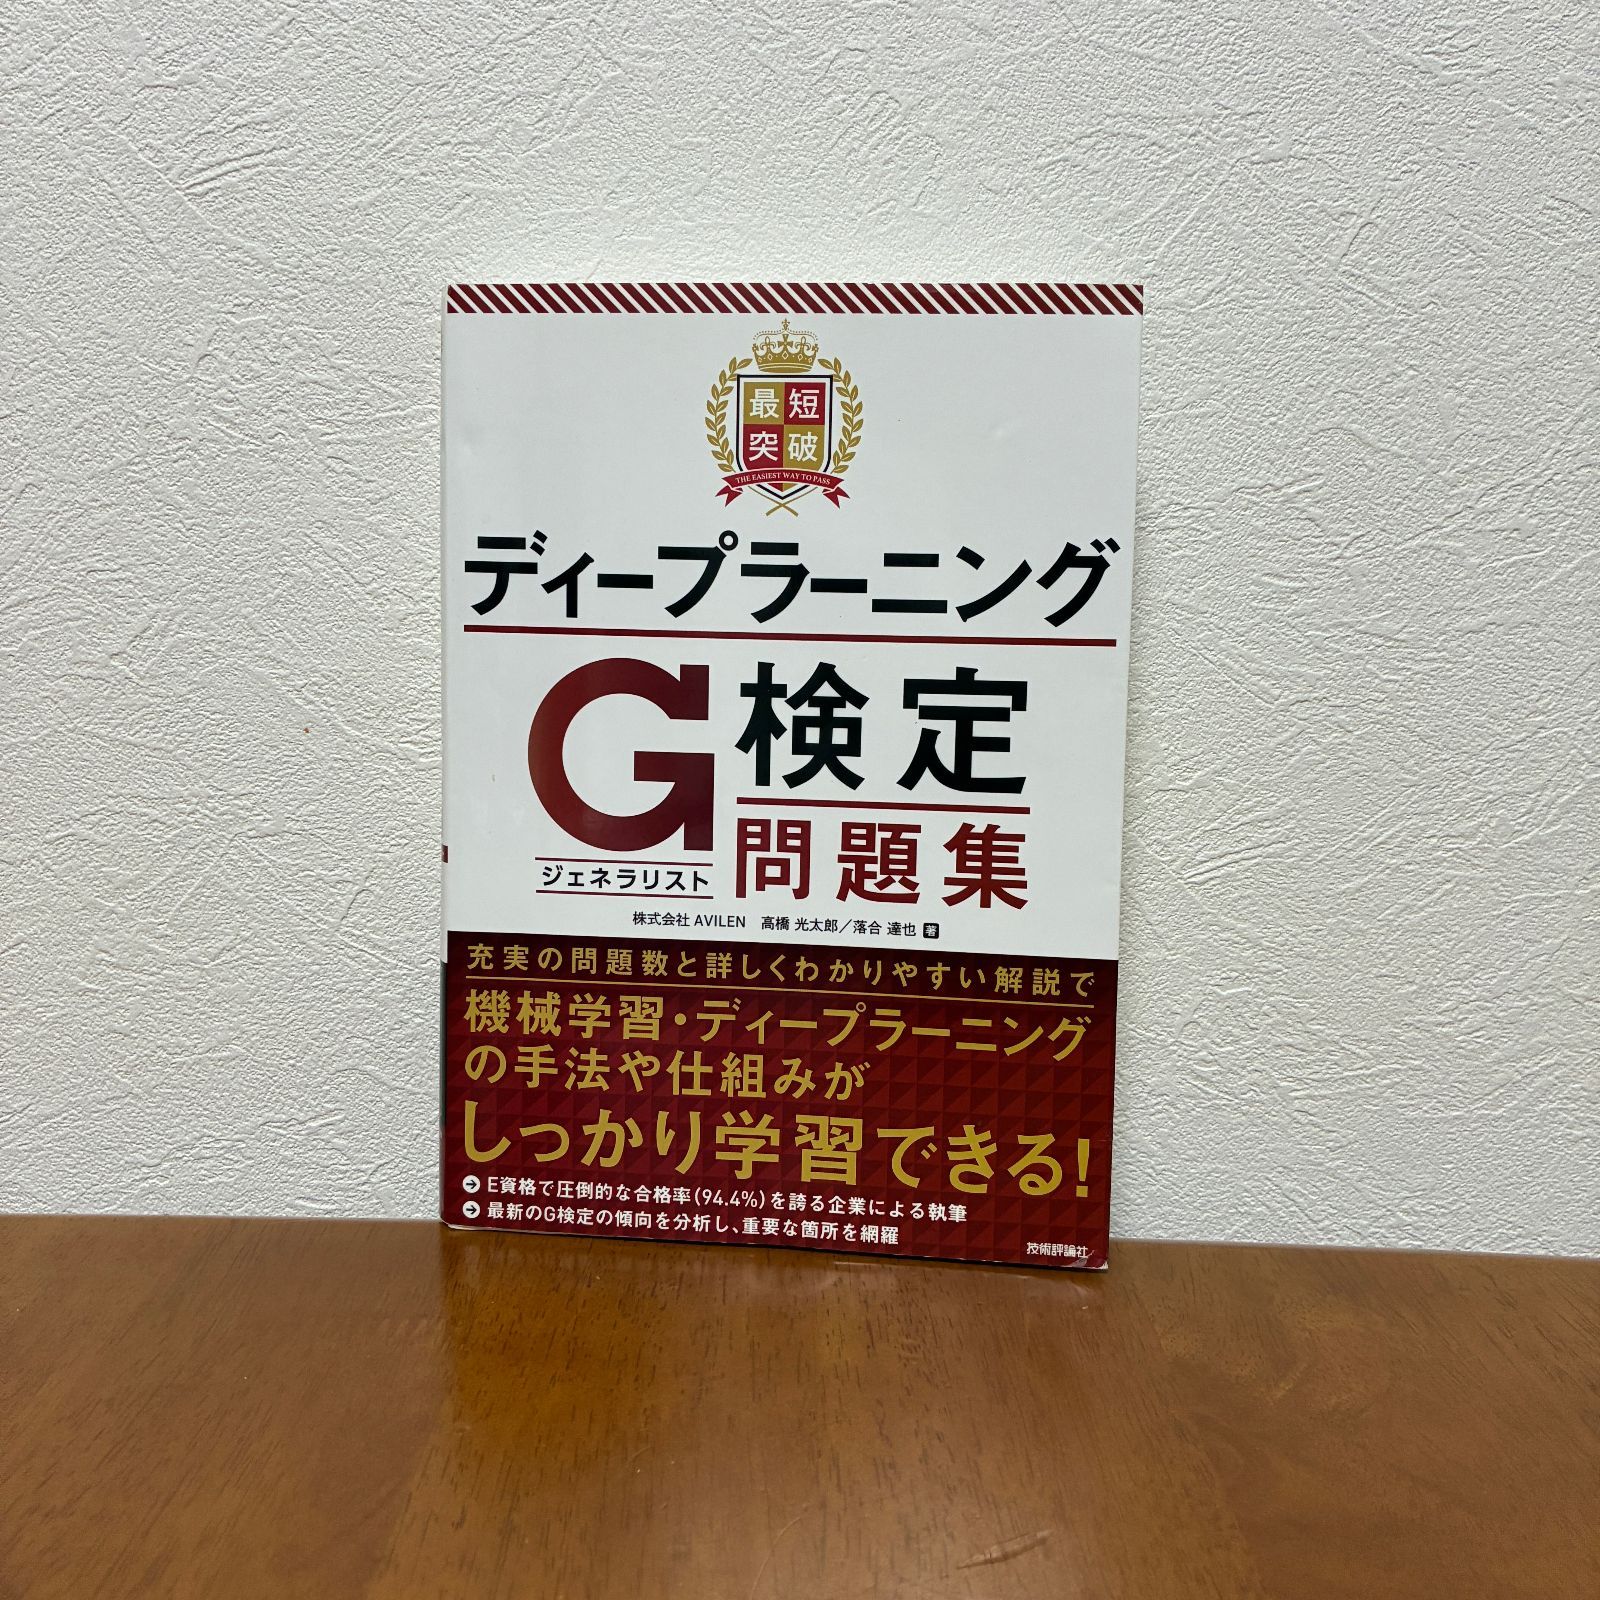 最短
突破
THE EASIEST WAY TO PASS
ディープラーニング
G検定
ジェネラリスト
問題集
株式会社 AVILEN 高橋 光太郎／落合 達也 著
充実の問題数と詳しくわかりやすい解説で
機械学習・ディープラーニング
の手法や仕組みが
しっかり学習できる！
→ E資格で圧倒的な合格率(94.4%)を誇る企業による執筆
→ 最新のG検定の傾向を分析し、重要な箇所を網羅
技術評論社